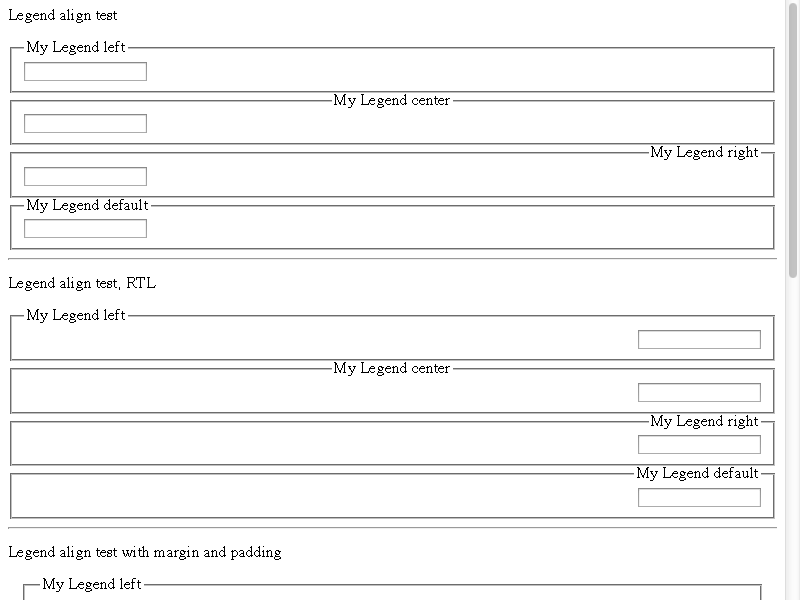 Legend align test
My Legend left
My Legend center
My Legend right
My Legend default
Legend align test, RTL
My Legend left
My Legend center
My Legend right
My Legend default
Legend align test with margin and padding
My Legend left